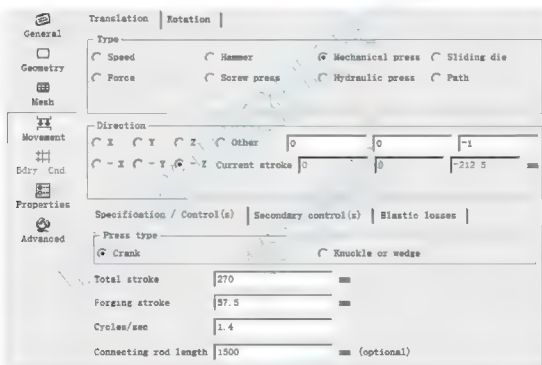 Translation Rotation
General
Type
Speed Hammer Mechanical press Sliding die
Force Screw press Hydraulic press Path
Geometry
Mesh
Movement
Direction
X Y Z Other 0 0 -1
-X -Y -Z Current stroke 0 0 -212.5 mm
Bdry Cnd
Properties
Advanced
Specification / Control(s) Secondary control(s) Elastic losses
Press type
Crank Knuckle or wedge
Total stroke 270 mm
Forging stroke 57.5 mm
Cycles/sec 1.4
Connecting rod length 1500 mm (optional)